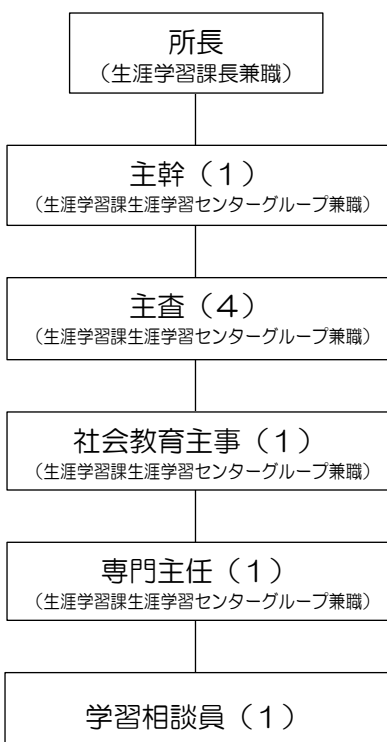 所長
（生涯学習課長兼職）
主幹（１）
（生涯学習課生涯学習センターグループ兼職）
主査（４）
（生涯学習課生涯学習センターグループ兼職）
社会教育主事（１）
（生涯学習課生涯学習センターグループ兼職）
専門主任（１）
（生涯学習課生涯学習センターグループ兼職）
学習相談員（１）